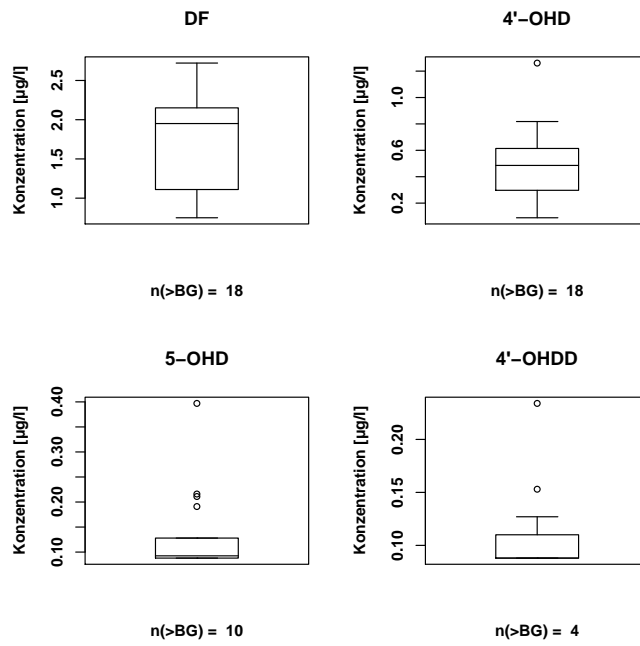 DF
Konzentration [µg/l]
2.5
2.0
1.5
1.0
n(>BG) = 18
4'−OHD
Konzentration [µg/l]
1.0
0.6
0.2
n(>BG) = 18
5−OHD
Konzentration [µg/l]
0.40
0.30
0.20
0.10
n(>BG) = 10
4'−OHDD
Konzentration [µg/l]
0.20
0.15
0.10
n(>BG) = 4